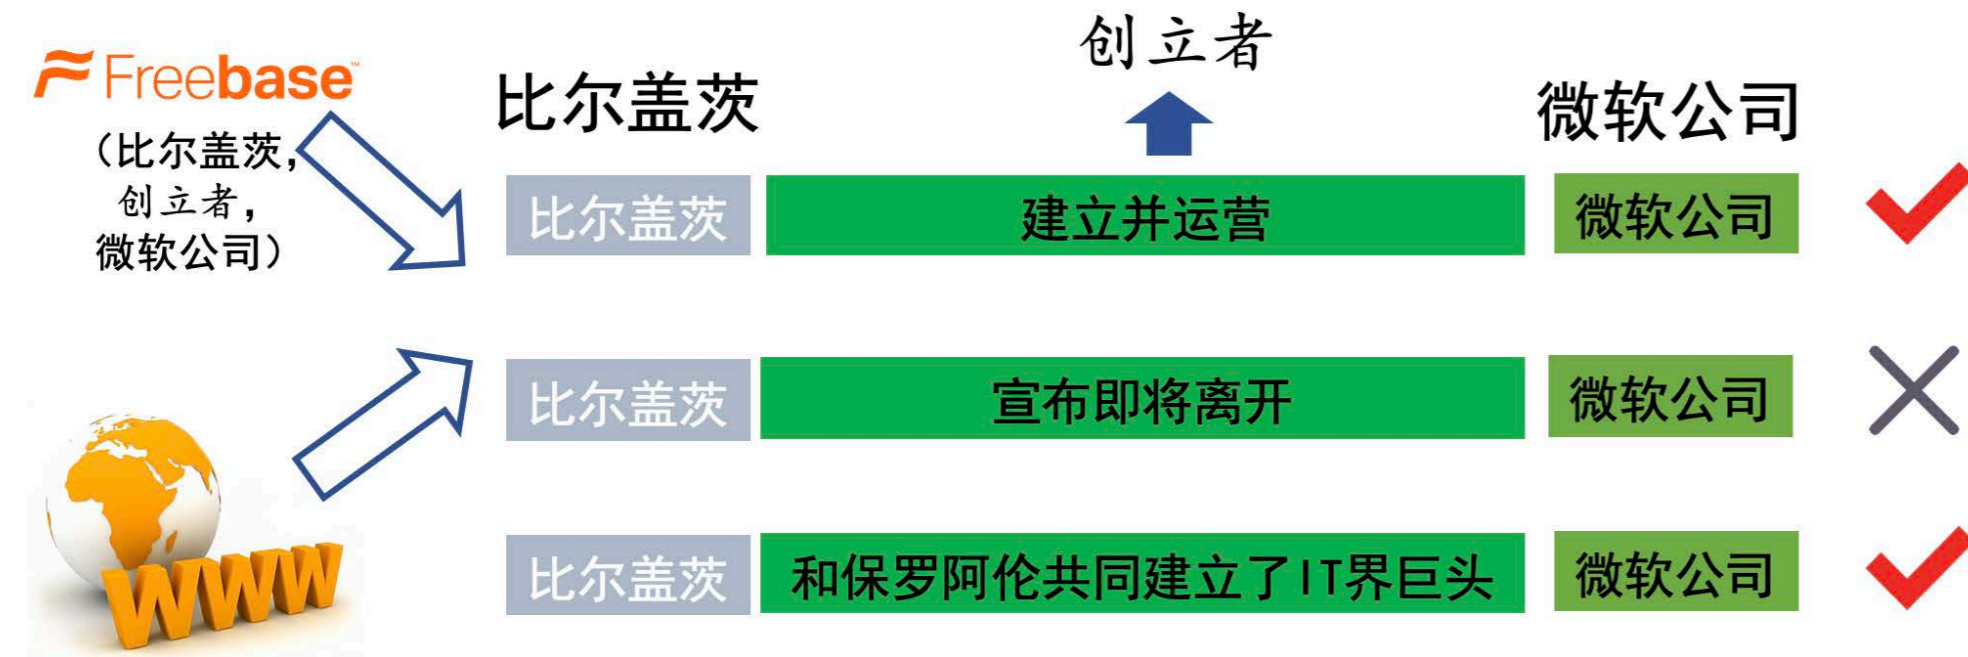 创立者
Freebase™
(比尔盖茨,
创立者,
微软公司)
比尔盖茨
微软公司
比尔盖茨 建立并运营 微软公司
比尔盖茨 宣布即将离开 微软公司
比尔盖茨 和保罗阿伦共同建立了IT界巨头 微软公司
WWW